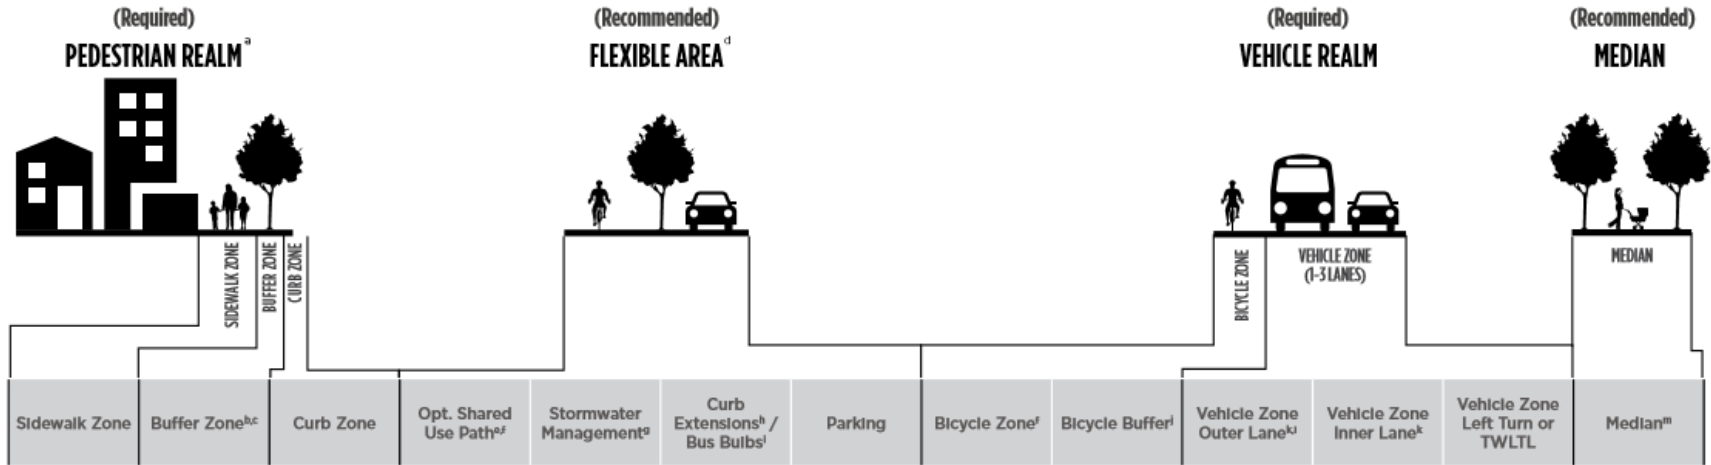 (Required)
PEDESTRIAN REALMᵃ
(Recommended)
FLEXIBLE AREAᵈ
(Required)
VEHICLE REALM
(Recommended)
MEDIAN
SIDEWALK ZONE
BUFFER ZONE
CURB ZONE
BICYCLE ZONE
VEHICLE ZONE
(1-3 LANES)
MEDIAN
Sidewalk Zone
Buffer Zoneᵇ,ᶜ
Curb Zone
Opt. Shared
Use Pathᵉ,ᶠ
Stormwater
Managementᵍ
Curb
Extensionsʰ /
Bus Bulbsⁱ
Parking
Bicycle Zoneᶠ
Bicycle Bufferʲ
Vehicle Zone
Outer Laneᵏ,ˡ
Vehicle Zone
Inner Laneᵏ
Vehicle Zone
Left Turn or
TWLTL
Medianᵐ